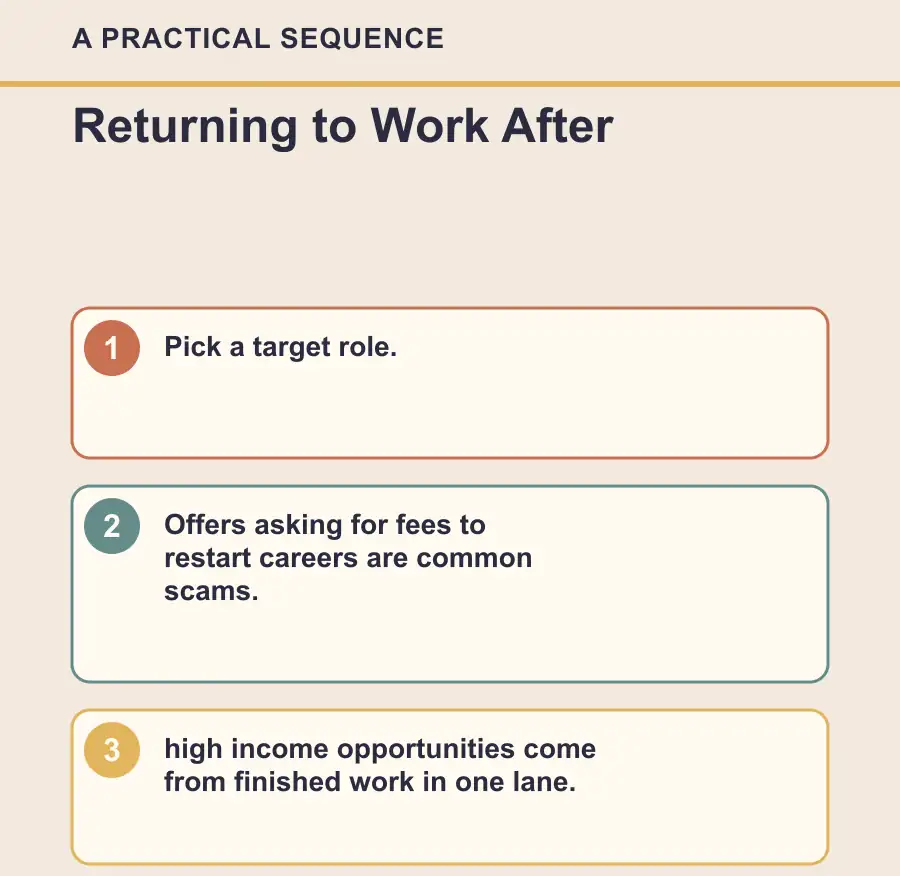 A PRACTICAL SEQUENCE
Returning to Work After
1
Pick a target role.
2
Offers asking for fees to
restart careers are common
scams.
3
high income opportunities come
from finished work in one lane.